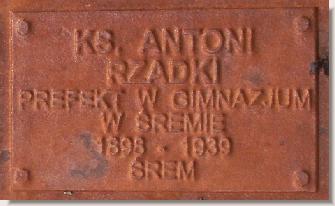 KS. ANTONI
RZADKI
PREFEKT W GIMNAZJUM
W ŚREMIE
1898 - 1939
ŚREM